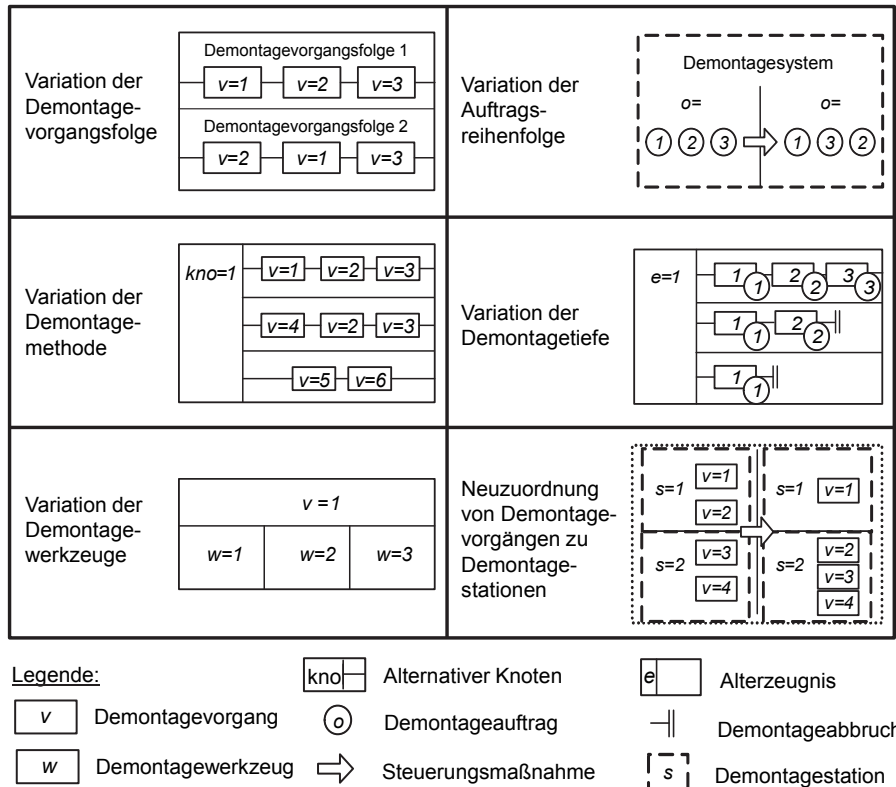 Variation der
Demontage-
vorgangsfolge
Demontagevorgangsfolge 1
v=1 v=2 v=3
Demontagevorgangsfolge 2
v=2 v=1 v=3
Variation der
Auftrags-
reihenfolge
Demontagesystem
o= o=
1 2 3 1 3 2
Variation der
Demontage-
methode
kno=1
v=1 v=2 v=3
v=4 v=2 v=3
v=5 v=6
Variation der
Demontagetiefe
e=1
1 1 2 2 3 3
1 1 2 2
1 1
Variation der
Demontage-
werkzeuge
v =1
w=1 w=2 w=3
Neuzuordnung
von Demontage-
vorgängen zu
Demontage-
stationen
s=1 v=1 v=2
s=2 v=3 v=4
s=1 v=1
s=2 v=2 v=3 v=4
Legende:
kno Alternativer Knoten
e Alterzeugnis
v Demontagevorgang
o Demontageauftrag
Demontageabbruch
w Demontagewerkzeug
Steuerungsmaßnahme
s Demontagestation